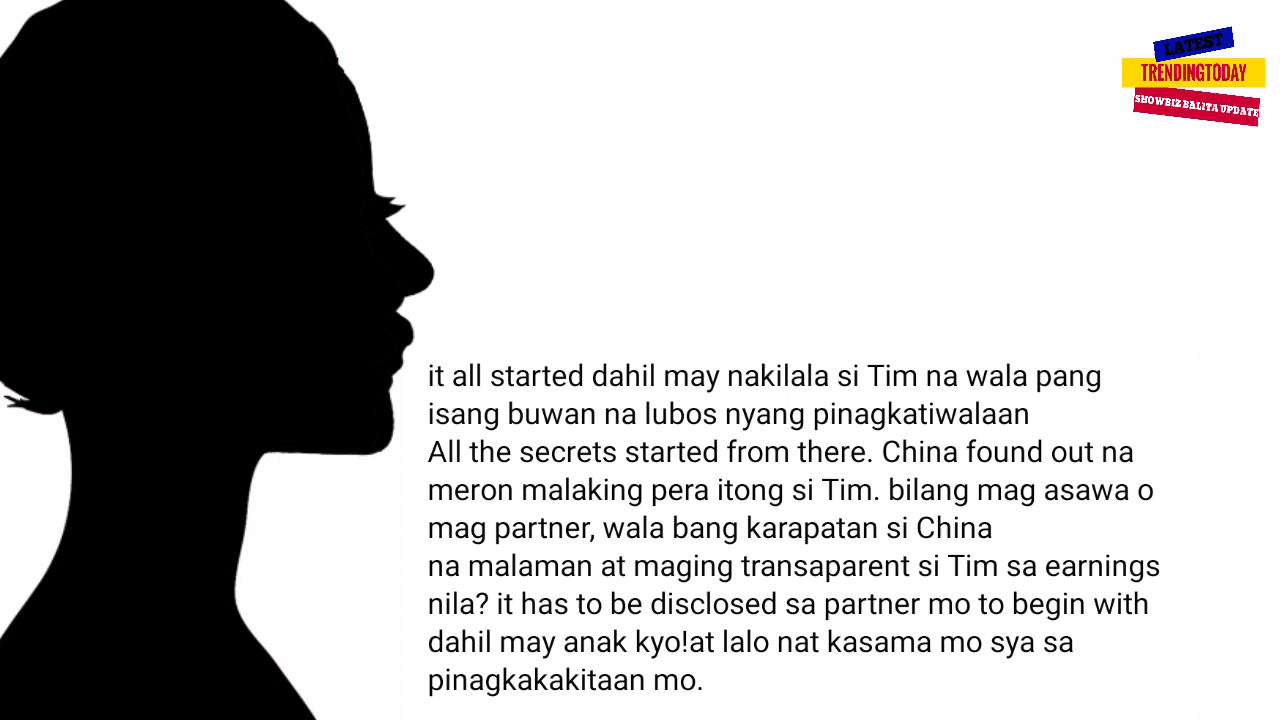 LATEST
TRENDINGTODAY
SHOWBIZ BALITA UPDATE
it all started dahil may nakilala si Tim na wala pang
isang buwan na lubos nyang pinagkatiwalaan
All the secrets started from there. China found out na
meron malaking pera itong si Tim. bilang mag asawa o
mag partner, wala bang karapatan si China
na malaman at maging transaparent si Tim sa earnings
nila? it has to be disclosed sa partner mo to begin with
dahil may anak kyo!at lalo nat kasama mo sya sa
pinagkakakitaan mo.